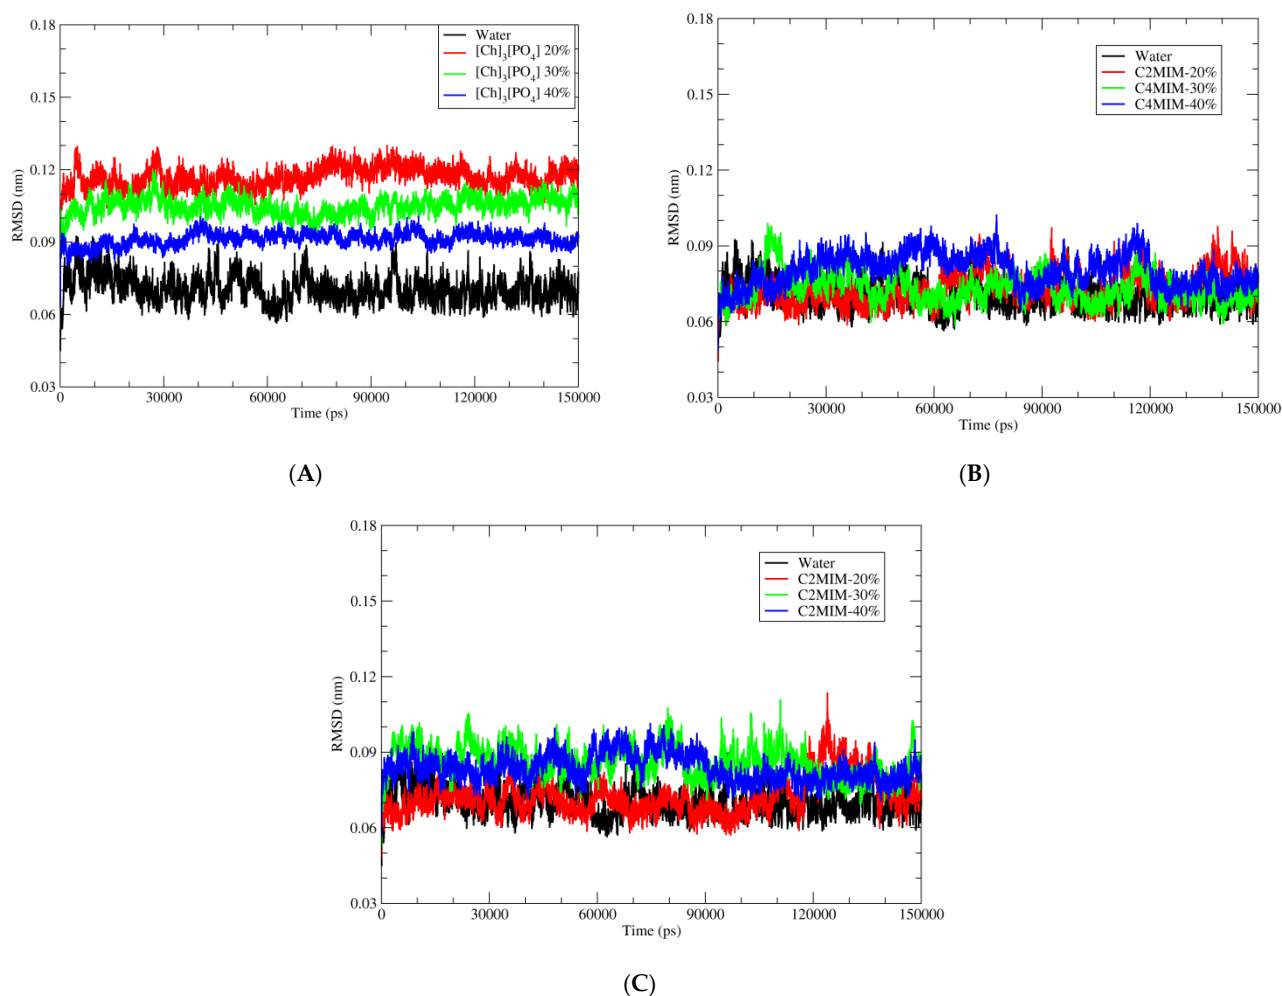 0.18
0.15
0.12
0.09
0.06
0.03
RMSD (nm)
Water
[Ch]₃[PO₄] 20%
[Ch]₃[PO₄] 30%
[Ch]₃[PO₄] 40%
0 30000 60000 90000 120000 150000
Time (ps)
(A)
0.18
0.15
0.12
0.09
0.06
0.03
RMSD (nm)
Water
C2MIM-20%
C4MIM-30%
C4MIM-40%
0 30000 60000 90000 120000 150000
Time (ps)
(B)
0.18
0.15
0.12
0.09
0.06
0.03
RMSD (nm)
Water
C2MIM-20%
C2MIM-30%
C2MIM-40%
0 30000 60000 90000 120000 150000
Time (ps)
(C)